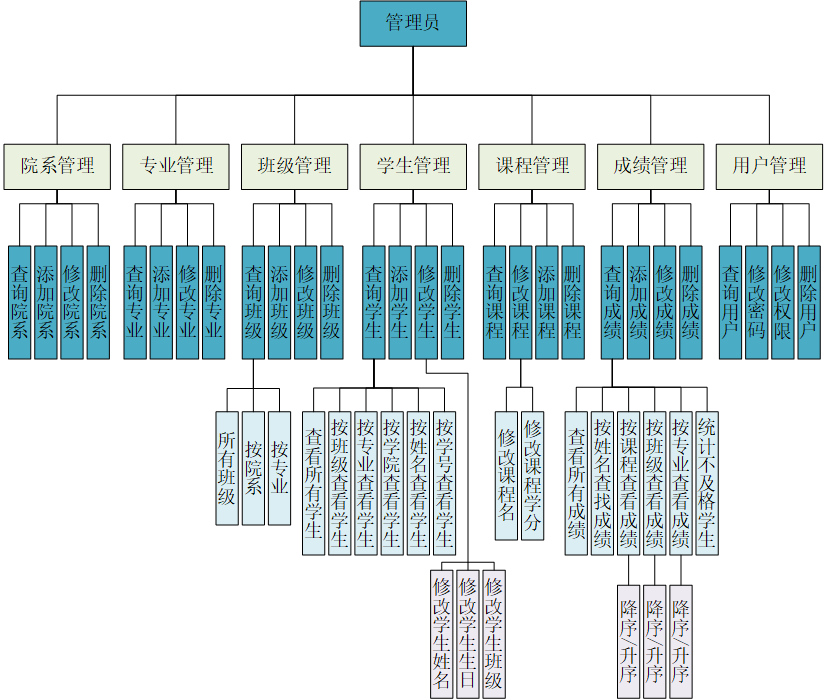 管理员
院系管理
专业管理
班级管理
学生管理
课程管理
成绩管理
用户管理
查询院系
添加院系
修改院系
删除院系
查询专业
添加专业
修改专业
删除专业
查询班级
添加班级
修改班级
删除班级
查询学生
添加学生
修改学生
删除学生
查询课程
修改课程
添加课程
删除课程
查询成绩
添加成绩
修改成绩
删除成绩
查询用户
修改密码
修改权限
删除用户
所有班级
按院系
按专业
查看所有学生
按班级查看学生
按专业查看学生
按学院查看学生
按姓名查看学生
按学号查看学生
修改课程名
修改课程学分
查看所有成绩
按姓名查找成绩
按课程查看成绩
按班级查看成绩
按专业查看成绩
统计不及格学生
修改学生姓名
修改学生生日
修改学生班级
降序/升序
降序/升序
降序/升序